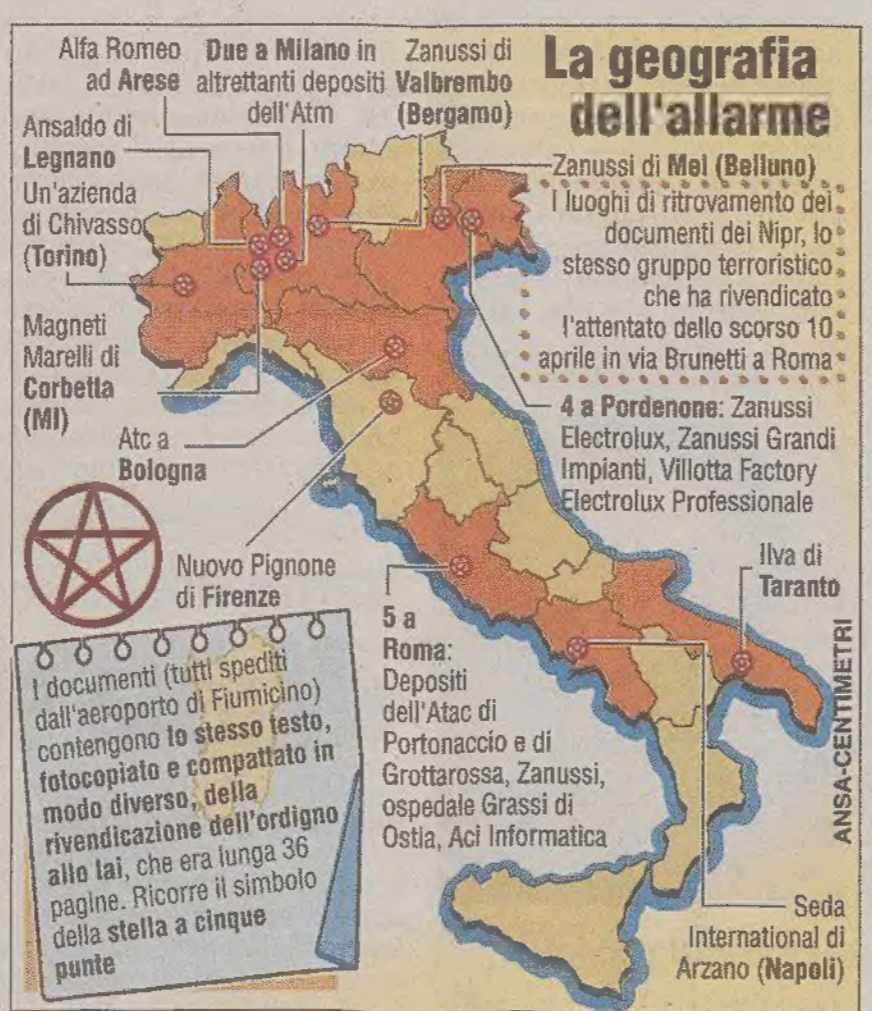 La geografia
dell'allarme
Alfa Romeo
ad Arese
Due a Milano in
altrettanti depositi
dell'Atm
Zanussi di
Valbrembo
(Bergamo)
Ansaldo di
Legnano
Un'azienda
di Chivasso
(Torino)
Magneti
Marelli di
Corbetta
(MI)
Atc a
Bologna
Nuovo Pignone
di Firenze
Zanussi di Mel (Belluno)
I luoghi di ritrovamento dei
documenti dei Nipr, lo
stesso gruppo terroristico
che ha rivendicato
l'attentato dello scorso 10
aprile in via Brunetti a Roma
4 a Pordenone: Zanussi
Electrolux, Zanussi Grandi
Impianti, Villotta Factory
Electrolux Professionale
Ilva di
Taranto
5 a
Roma:
Depositi
dell'Atac di
Portonaccio e di
Grottarossa, Zanussi,
ospedale Grassi di
Ostia, Aci Informatica
Seda
International di
Arzano (Napoli)
I documenti (tutti spediti
dall'aeroporto di Fiumicino)
contengono lo stesso testo,
fotocopiato e compattato in
modo diverso, della
rivendicazione dell'ordigno
allo Iai, che era lunga 36
pagine. Ricorre il simbolo
della stella a cinque
punte
ANSA-CENTIMETRI